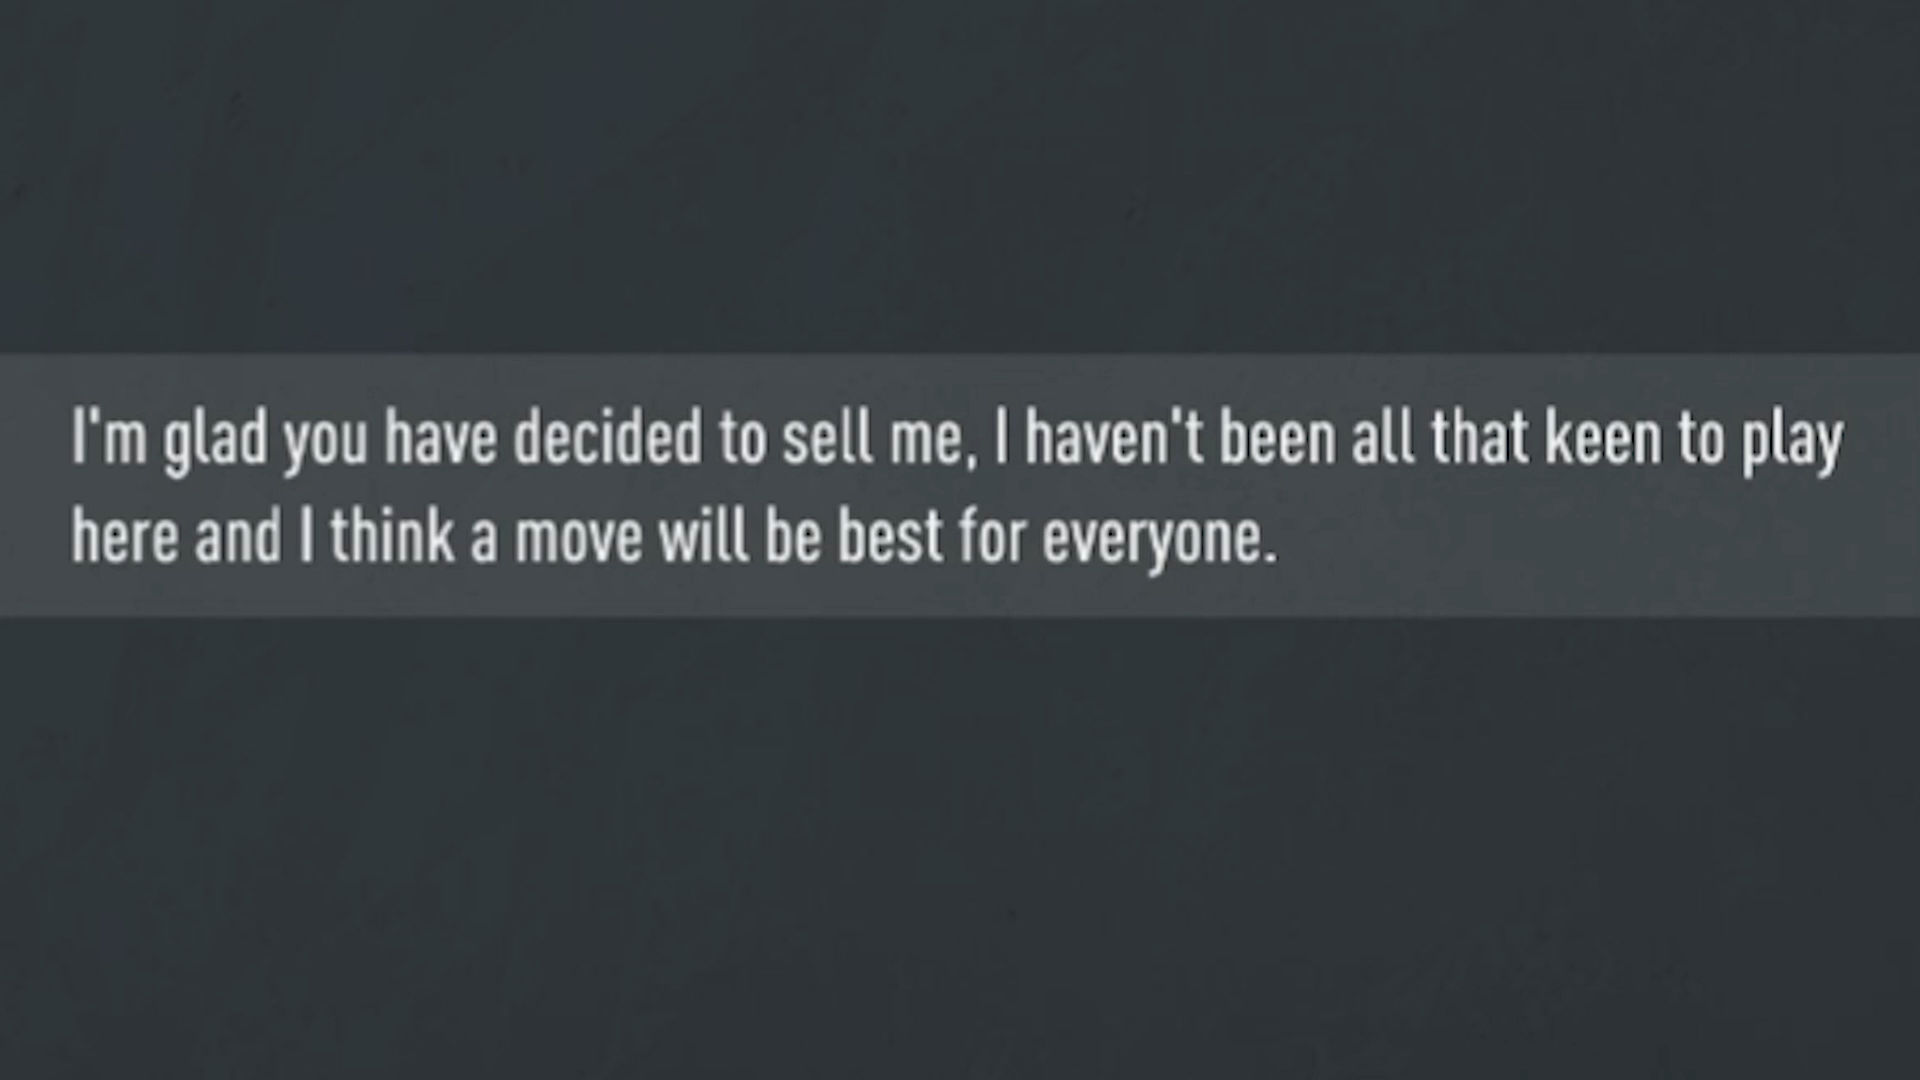 I'm glad you have decided to sell me, I haven't been all that keen to play
here and I think a move will be best for everyone.